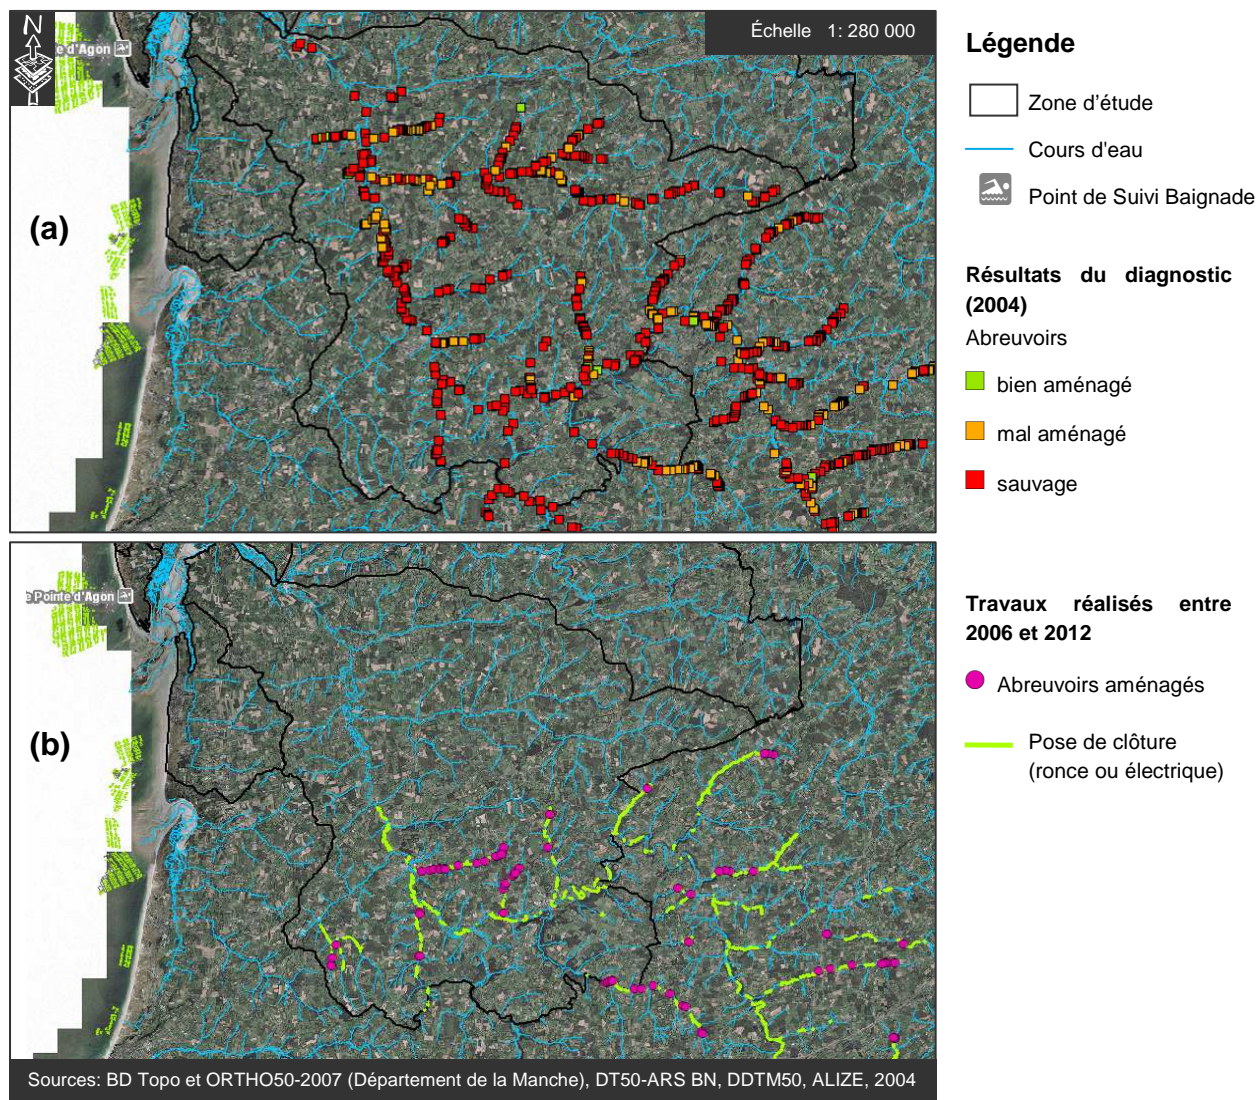 N
e d'Agon
Échelle 1: 280 000
(a)
Légende
Zone d'étude
Cours d'eau
Point de Suivi Baignade
Résultats du diagnostic
(2004)
Abreuvoirs
bien aménagé
mal aménagé
sauvage
e Pointe d'Agon
(b)
Travaux réalisés entre
2006 et 2012
Abreuvoirs aménagés
Pose de clôture
(ronce ou électrique)
Sources: BD Topo et ORTHO50-2007 (Département de la Manche), DT50-ARS BN, DDTM50, ALIZE, 2004